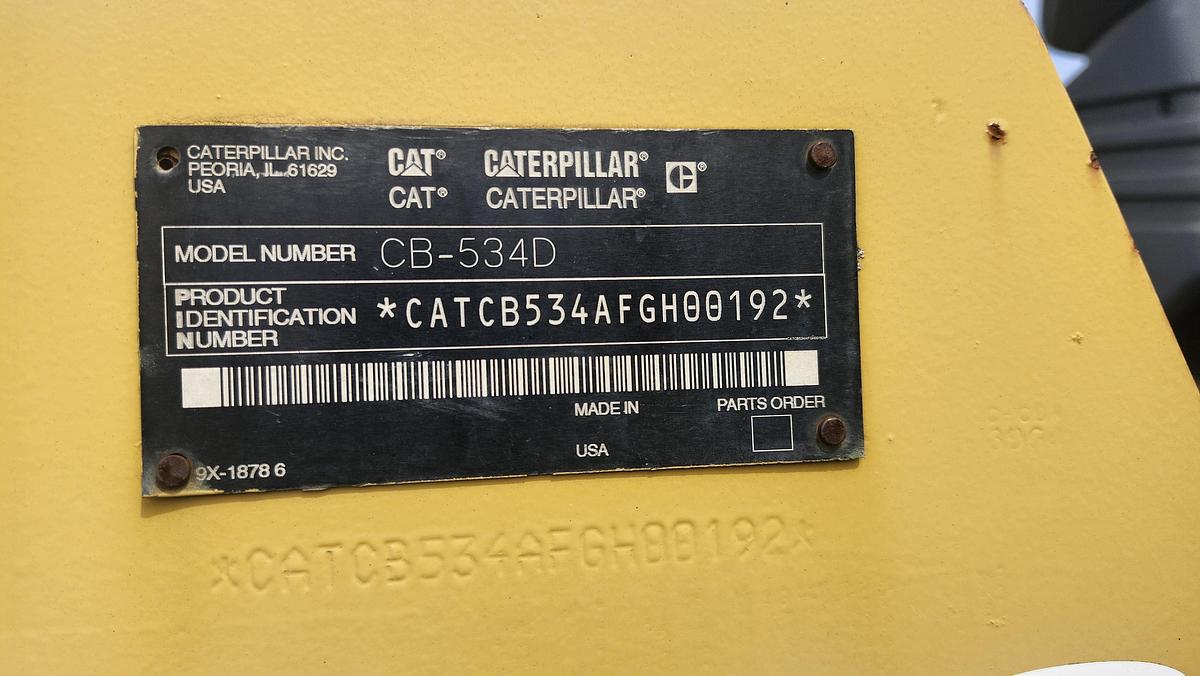 CATERPILLAR INC.
PEORIA, IL. 61629
USA
CAT® CATERPILLAR® C®
CAT® CATERPILLAR®
MODEL NUMBER CB-534D
PRODUCT
IDENTIFICATION
NUMBER *CATCB534AFGH00192*
MADE IN
USA
PARTS ORDER
9X-1878 6
*CATCB534AFGH00192*